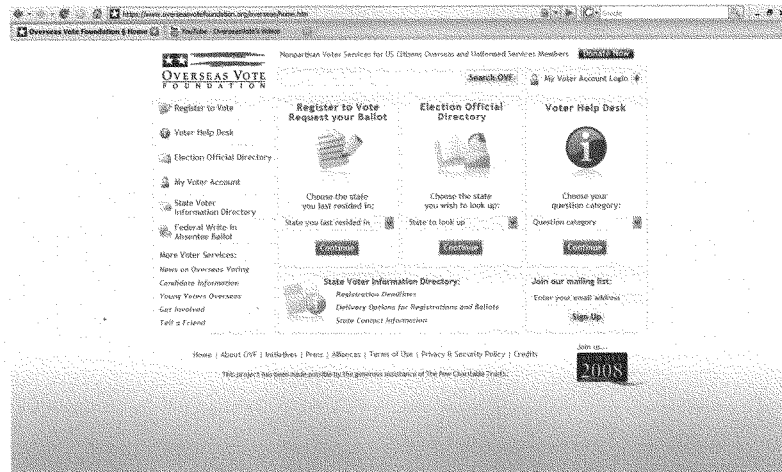 https://www.overseasvotefoundation.org/overseas/home.htm
Google
Overseas Vote Foundation § Home
YouTube - OverseasVote's Videos
Nonpartisan Voter Services for US Citizens Overseas and Uniformed Services Members
Donate Now
OVERSEAS VOTE
FOUNDATION
Search OVF
My Voter Account Login
Register to Vote
Voter Help Desk
Election Official Directory
My Voter Account
State Voter
Information Directory
Federal Write in
Absentee Ballot
More Voter Services:
News on Overseas Voting
Candidate Information
Young Voters Overseas
Get Involved
Tell a Friend
Register to Vote
Request your Ballot
Choose the state
you last resided in:
State you last resided in
Continue
Election Official
Directory
Choose the state
you wish to look up:
State to look up
Continue
Voter Help Desk
Choose your
question category:
Question category
Continue
State Voter Information Directory:
Registration Deadlines
Delivery Options for Registrations and Ballots
State Contact Information
Join our mailing list:
Enter your email address
Sign Up
Home | About OVF | Initiatives | Press | Alliances | Terms of Use | Privacy & Security Policy | Credits
This project has been made possible by the generous assistance of The Pew Charitable Trusts.
Join us...
2008